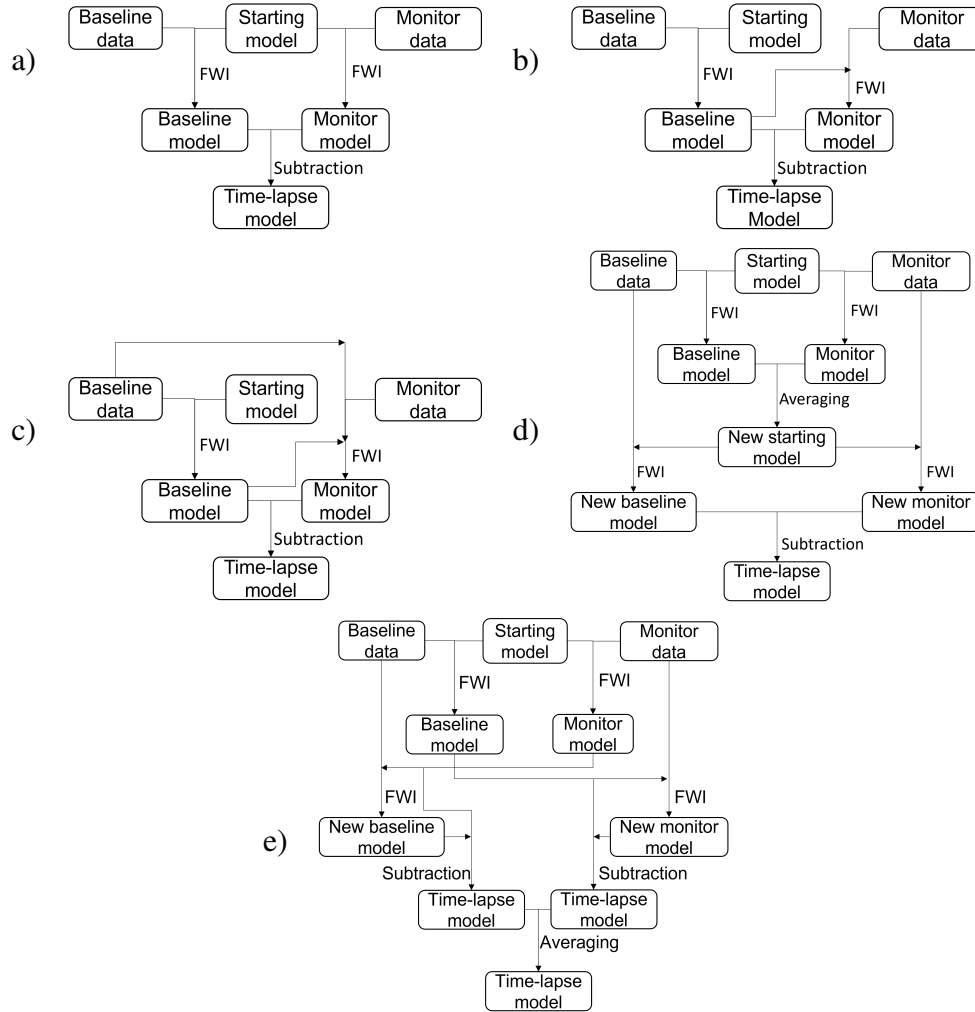 a)
Baseline
data
Starting
model
Monitor
data
FWI
FWI
Baseline
model
Monitor
model
Subtraction
Time-lapse
model
b)
Baseline
data
Starting
model
Monitor
data
FWI
FWI
Baseline
model
Monitor
model
Subtraction
Time-lapse
Model
c)
Baseline
data
Starting
model
Monitor
data
FWI
FWI
Baseline
model
Monitor
model
Subtraction
Time-lapse
model
d)
Baseline
data
Starting
model
Monitor
data
FWI
FWI
Baseline
model
Monitor
model
Averaging
New starting
model
FWI
FWI
New baseline
model
New monitor
model
Subtraction
Time-lapse
model
e)
Baseline
data
Starting
model
Monitor
data
FWI
FWI
Baseline
model
Monitor
model
FWI
FWI
New baseline
model
New monitor
model
Subtraction
Subtraction
Time-lapse
model
Time-lapse
model
Averaging
Time-lapse
model